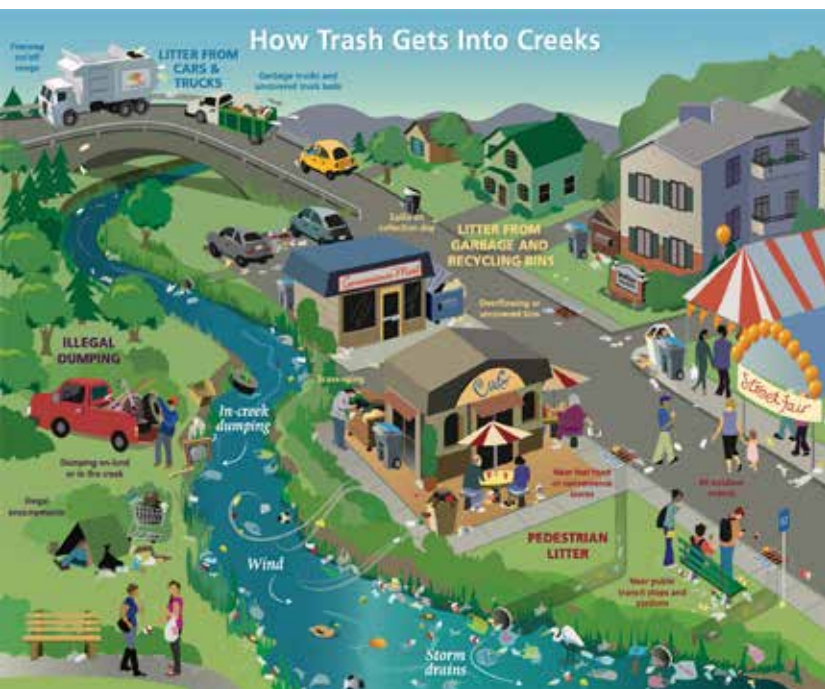 How Trash Gets Into Creeks
LITTER FROM
CARS &
TRUCKS
Garbage trucks and
uncovered truck beds
Spills on
collection day
LITTER FROM
GARBAGE AND
RECYCLING BINS
Convenience Mart
Overflowing or
uncovered bins
ILLEGAL
DUMPING
Scavenging
Cafe
Street Fair
In-creek
dumping
Dumping on-land
or in the creek
Near fast food
or convenience
stores
At outdoor
events
Illegal
encampments
PEDESTRIAN
LITTER
Wind
Near public
transit stops and
stations
Storm
drains